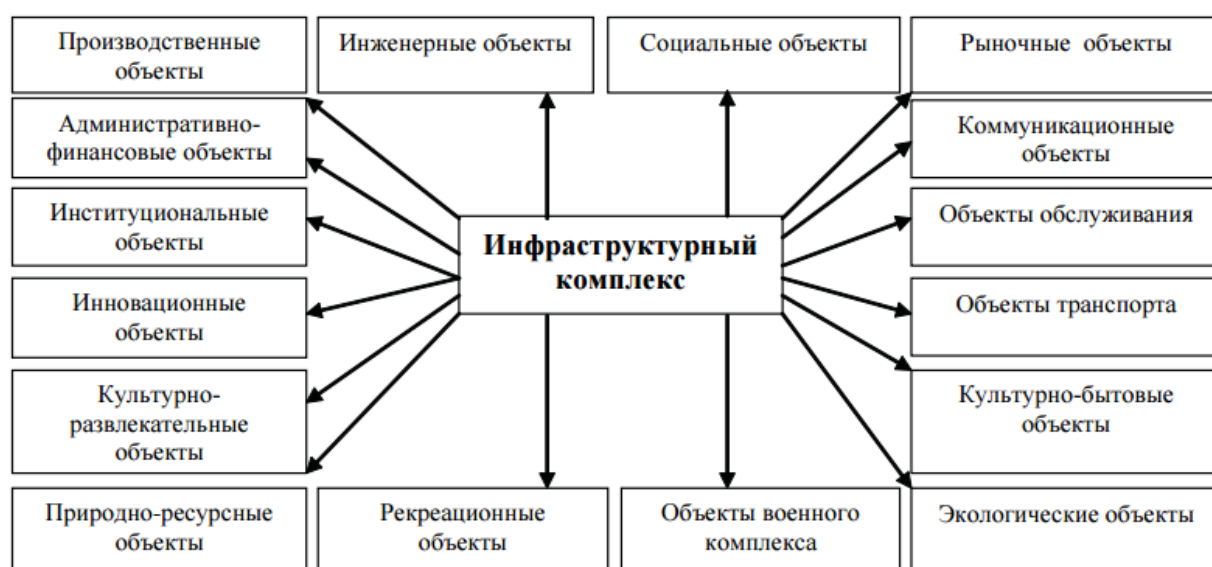 Производственные
объекты
Инженерные объекты
Социальные объекты
Рыночные объекты
Административно-
финансовые объекты
Коммуникационные
объекты
Институциональные
объекты
Инфраструктурный
комплекс
Объекты обслуживания
Инновационные
объекты
Объекты транспорта
Культурно-
развлекательные
объекты
Культурно-бытовые
объекты
Природно-ресурсные
объекты
Рекреационные
объекты
Объекты военного
комплекса
Экологические объекты